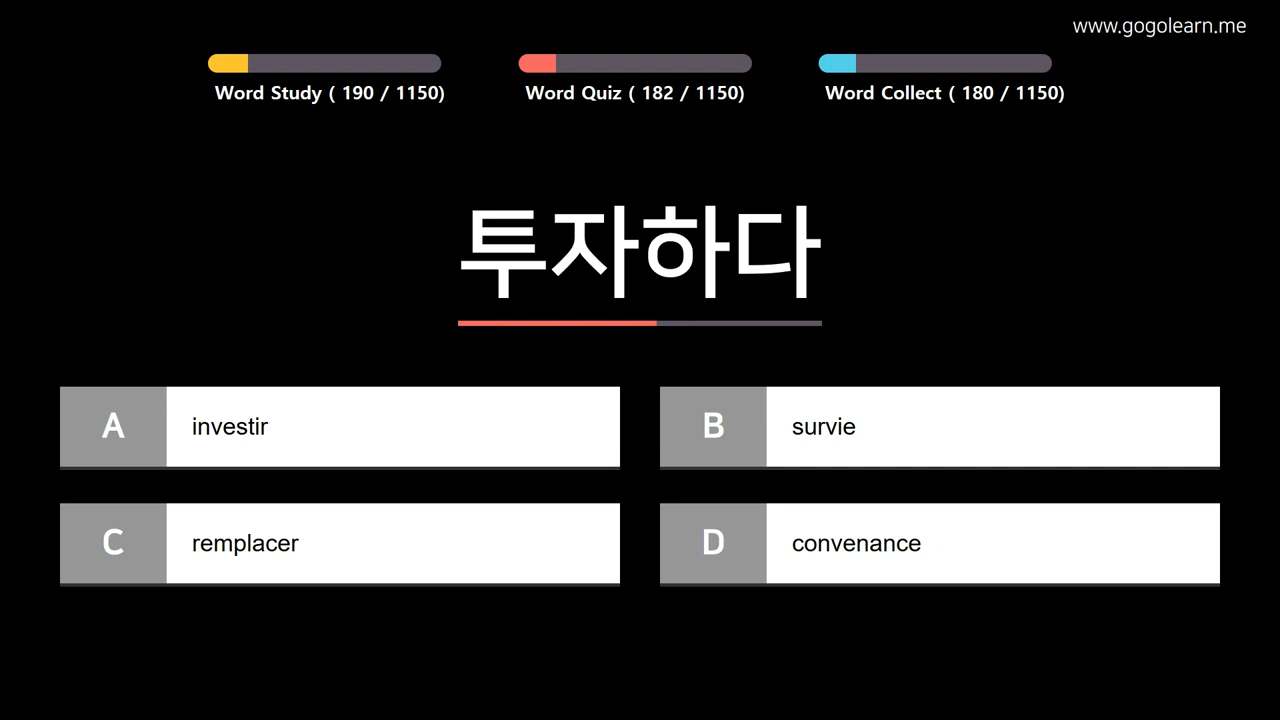 www.gogolearn.me
Word Study ( 190 / 1150)
Word Quiz ( 182 / 1150)
Word Collect ( 180 / 1150)
투자하다
A investir
B survie
C remplacer
D convenance